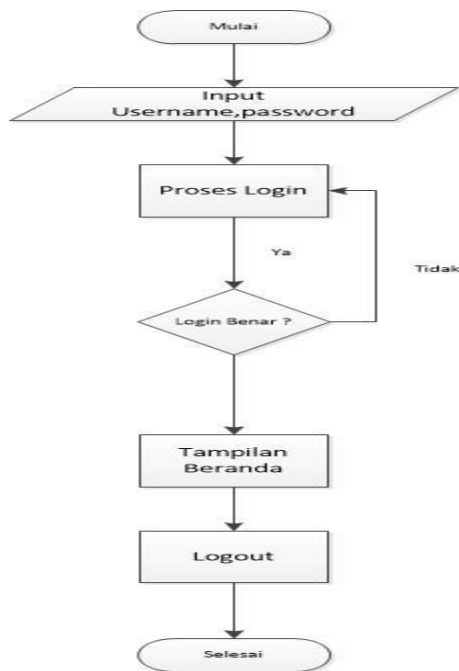 Mulai
Input
Username,password
Proses Login
Ya
Tidak
Login Benar ?
Tampilan
Beranda
Logout
Selesai